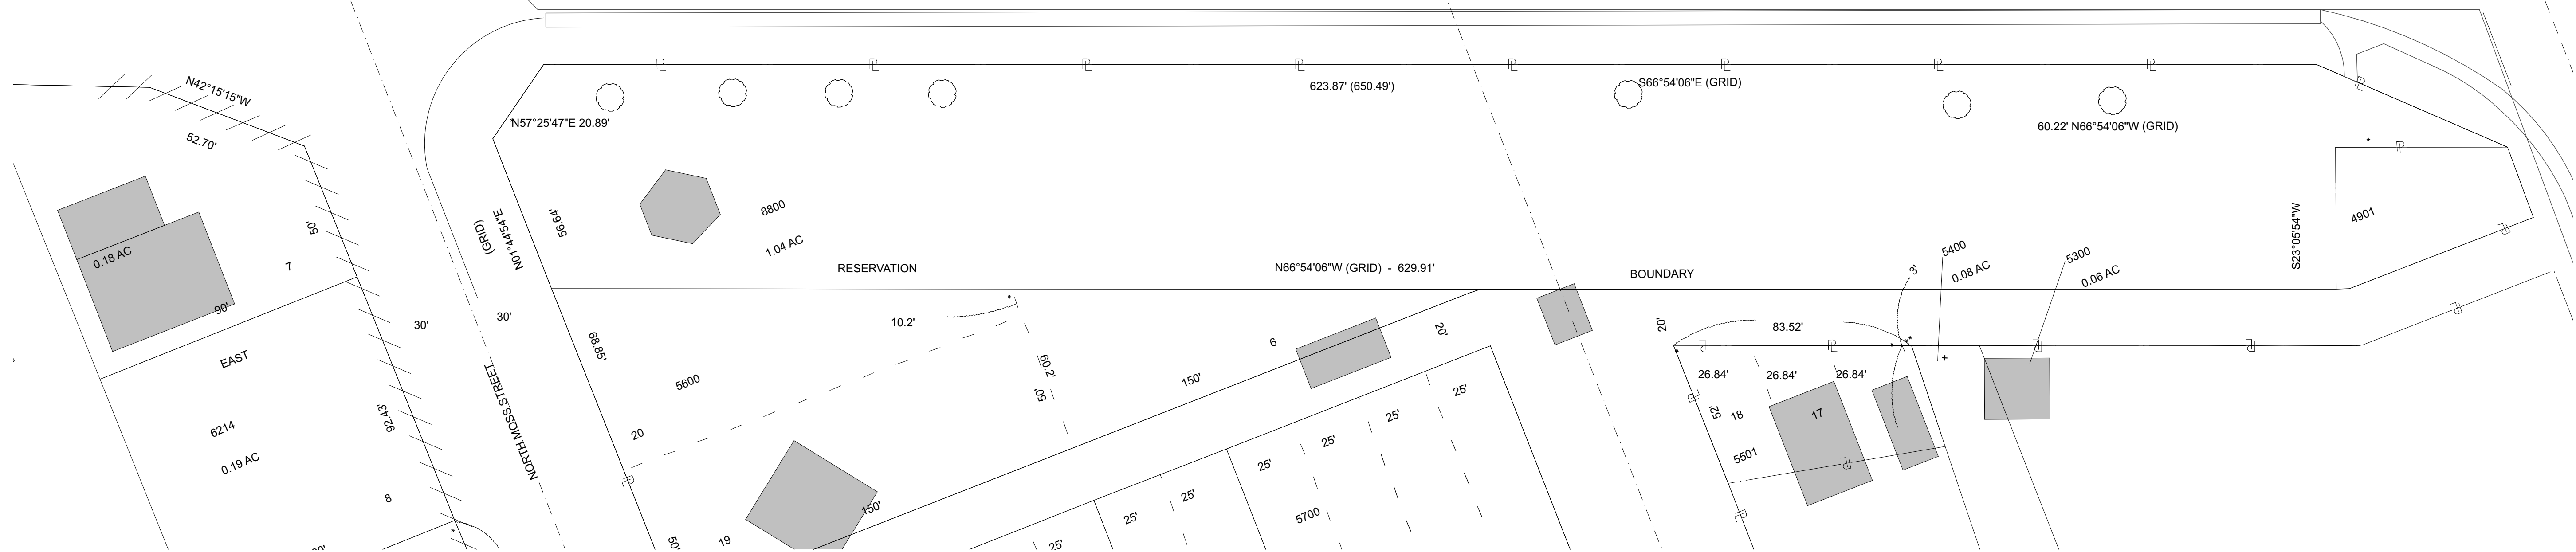 N42°15'15"W
52.70'
50'
0.18 AC
7
90'
EAST
6214
0.19 AC
8
92.43'
30'
30'
NORTH MOSS STREET
N57°25'47"E 20.89'
N01°44'54"E
(GRID)
56.64'
8800
1.04 AC
623.87' (650.49')
S66°54'06"E (GRID)
60.22' N66°54'06"W (GRID)
RESERVATION
N66°54'06"W (GRID) - 629.91'
BOUNDARY
S23°05'54"W
4901
5400
0.08 AC
5300
0.06 AC
3'
68.85'
10.2'
60.2'
50'
5600
20
150'
6
20'
150'
19
50'
25'
25'
25'
25'
25'
25'
25'
5700
20'
83.52'
26.84'
26.84'
26.84'
52'
18
17
5501